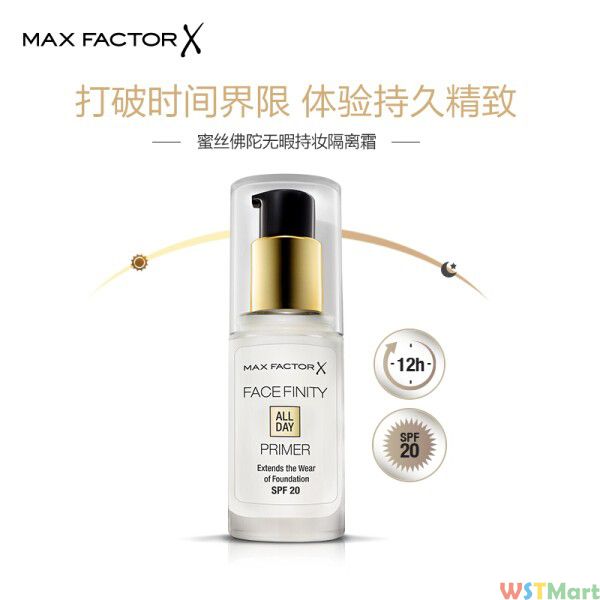 MAX FACTOR X
打破时间界限 体验持久精致
蜜丝佛陀无暇持妆隔离霜
MAX FACTOR X
FACEFINITY
ALL
DAY
PRIMER
Extends the Wear
of Foundation
SPF 20
12h
SPF
20
WSTMart